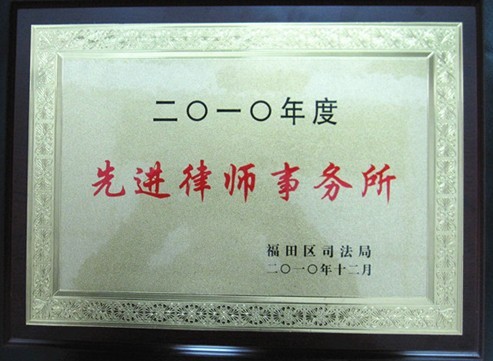 二〇一〇年度
先进律师事务所
福田区司法局
二〇一〇年十二月